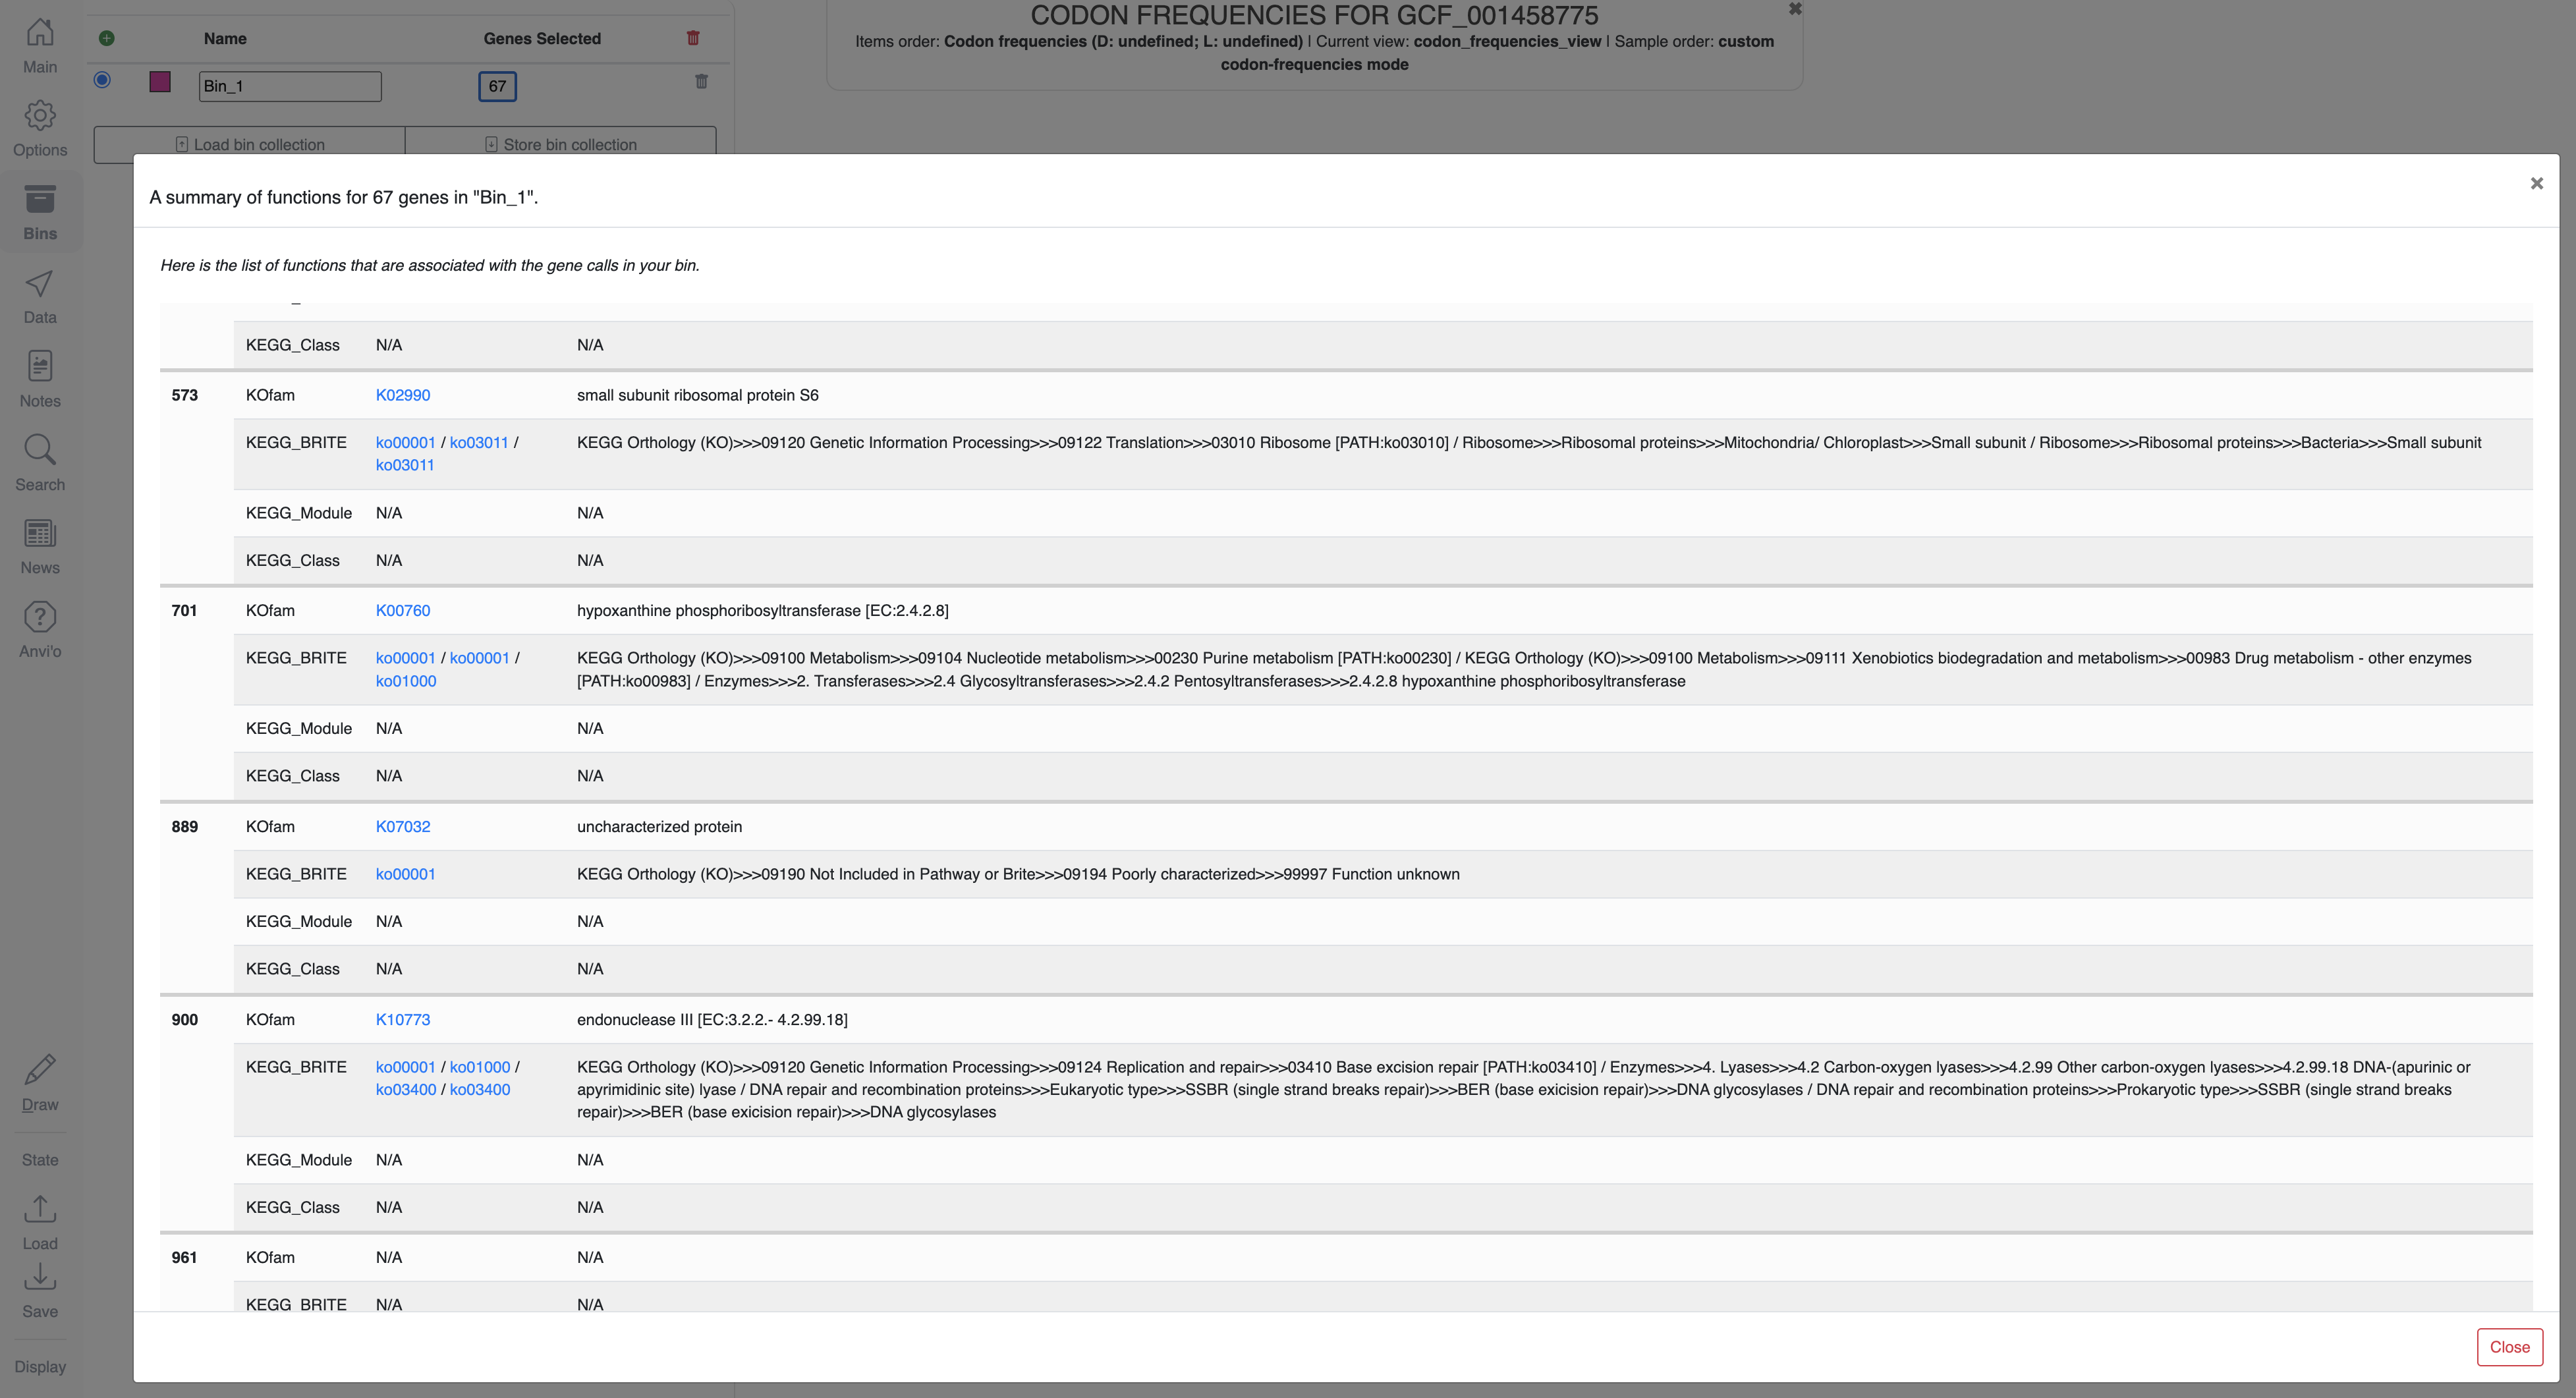 Main
Options
Bins
Data
Notes
Search
News
Anvi'o
Draw
State
Load
Save
Display
Name Genes Selected
Bin_1 67
Load bin collection Store bin collection
CODON FREQUENCIES FOR GCF_001458775
Items order: Codon frequencies (D: undefined; L: undefined) | Current view: codon_frequencies_view | Sample order: custom
codon-frequencies mode
A summary of functions for 67 genes in "Bin_1".
Here is the list of functions that are associated with the gene calls in your bin.
KEGG_Class N/A N/A
573 KOfam K02990 small subunit ribosomal protein S6
KEGG_BRITE ko00001 / ko03011 / KEGG Orthology (KO)>>>09120 Genetic Information Processing>>>09122 Translation>>>03010 Ribosome [PATH:ko03010] / Ribosome>>>Ribosomal proteins>>>Mitochondria/ Chloroplast>>>Small subunit / Ribosome>>>Ribosomal proteins>>>Bacteria>>>Small subunit
ko03011
KEGG_Module N/A N/A
KEGG_Class N/A N/A
701 KOfam K00760 hypoxanthine phosphoribosyltransferase [EC:2.4.2.8]
KEGG_BRITE ko00001 / ko00001 / KEGG Orthology (KO)>>>09100 Metabolism>>>09104 Nucleotide metabolism>>>00230 Purine metabolism [PATH:ko00230] / KEGG Orthology (KO)>>>09100 Metabolism>>>09111 Xenobiotics biodegradation and metabolism>>>00983 Drug metabolism - other enzymes
ko01000 [PATH:ko00983] / Enzymes>>>2. Transferases>>>2.4 Glycosyltransferases>>>2.4.2 Pentosyltransferases>>>2.4.2.8 hypoxanthine phosphoribosyltransferase
KEGG_Module N/A N/A
KEGG_Class N/A N/A
889 KOfam K07032 uncharacterized protein
KEGG_BRITE ko00001 KEGG Orthology (KO)>>>09190 Not Included in Pathway or Brite>>>09194 Poorly characterized>>>99997 Function unknown
KEGG_Module N/A N/A
KEGG_Class N/A N/A
900 KOfam K10773 endonuclease III [EC:3.2.2.- 4.2.99.18]
KEGG_BRITE ko00001 / ko01000 / KEGG Orthology (KO)>>>09120 Genetic Information Processing>>>09124 Replication and repair>>>03410 Base excision repair [PATH:ko03410] / Enzymes>>>4. Lyases>>>4.2 Carbon-oxygen lyases>>>4.2.99 Other carbon-oxygen lyases>>>4.2.99.18 DNA-(apurinic or
ko03400 / ko03400 apyrimidinic site) lyase / DNA repair and recombination proteins>>>Eukaryotic type>>>SSBR (single strand breaks repair)>>>BER (base exicision repair)>>>DNA glycosylases / DNA repair and recombination proteins>>>Prokaryotic type>>>SSBR (single strand breaks
repair)>>>BER (base exicision repair)>>>DNA glycosylases
KEGG_Module N/A N/A
KEGG_Class N/A N/A
961 KOfam N/A N/A
KEGG_BRITE N/A N/A
Close